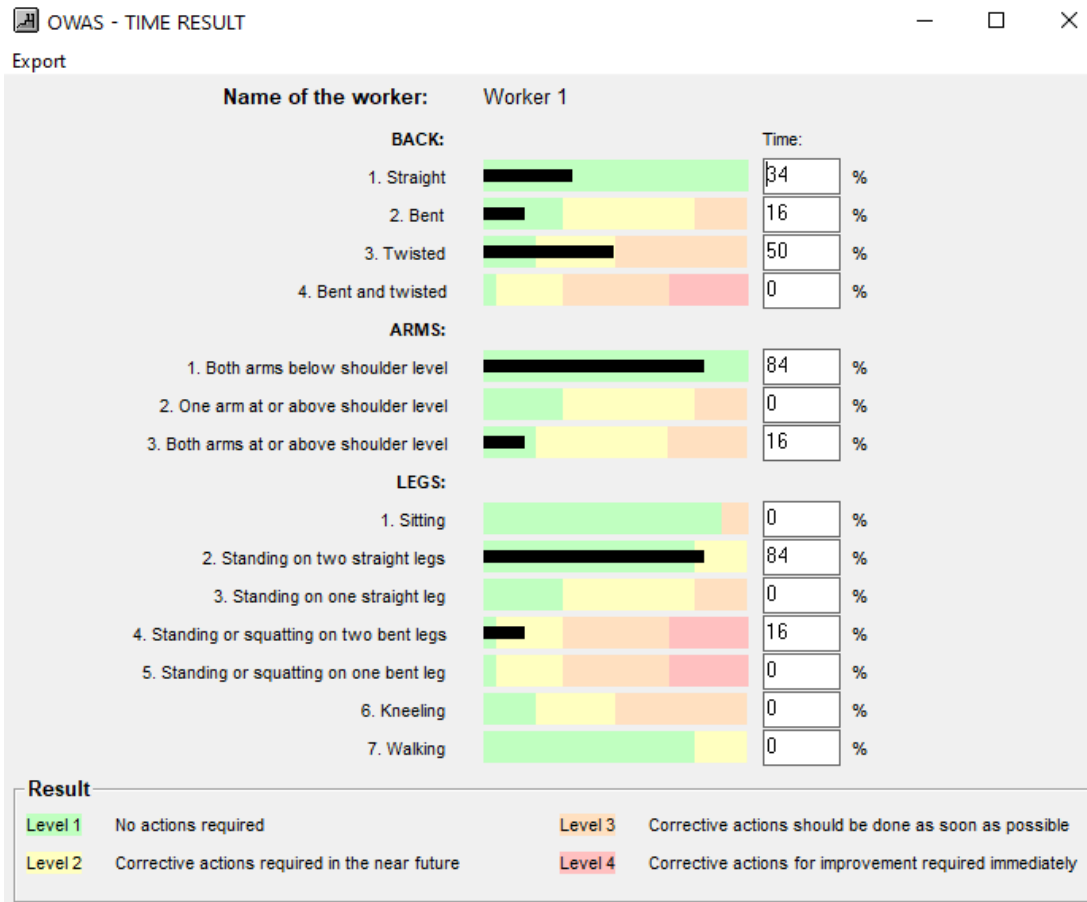 OWAS - TIME RESULT
Export
Name of the worker: Worker 1
BACK: Time:
1. Straight 34 %
2. Bent 16 %
3. Twisted 50 %
4. Bent and twisted 0 %
ARMS:
1. Both arms below shoulder level 84 %
2. One arm at or above shoulder level 0 %
3. Both arms at or above shoulder level 16 %
LEGS:
1. Sitting 0 %
2. Standing on two straight legs 84 %
3. Standing on one straight leg 0 %
4. Standing or squatting on two bent legs 16 %
5. Standing or squatting on one bent leg 0 %
6. Kneeling 0 %
7. Walking 0 %
Result
Level 1 No actions required Level 3 Corrective actions should be done as soon as possible
Level 2 Corrective actions required in the near future Level 4 Corrective actions for improvement required immediately